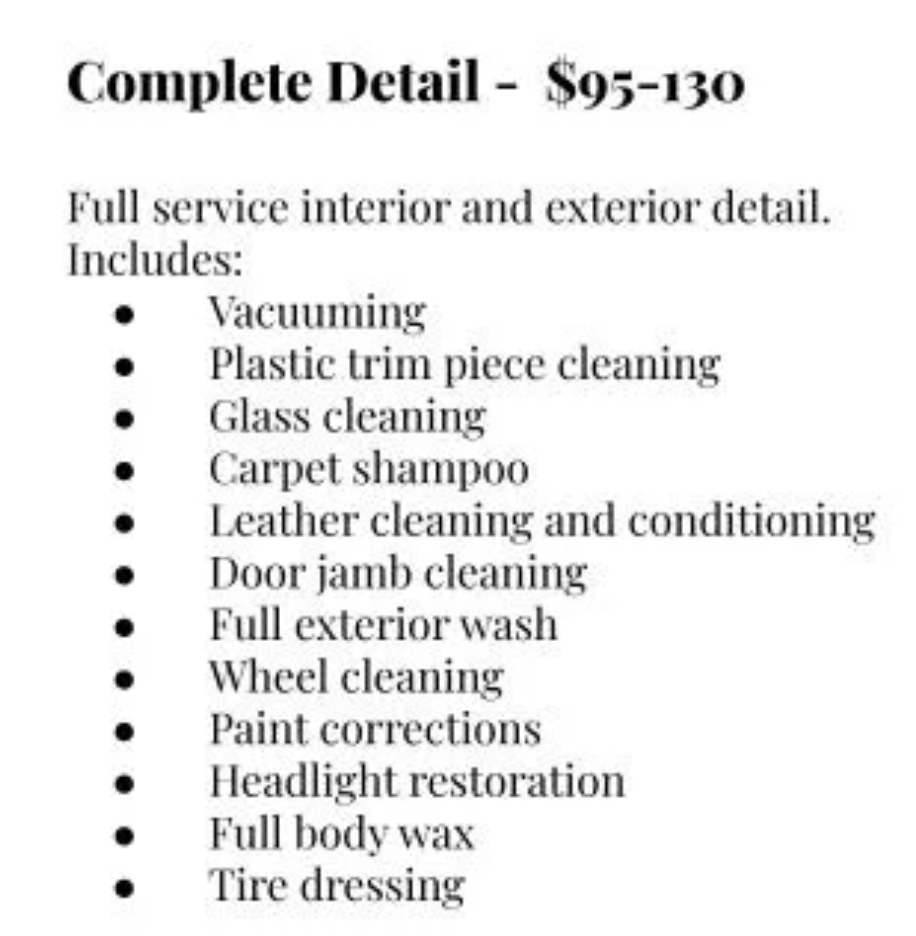 Complete Detail - $95-130
Full service interior and exterior detail.
Includes:
● Vacuuming
● Plastic trim piece cleaning
● Glass cleaning
● Carpet shampoo
● Leather cleaning and conditioning
● Door jamb cleaning
● Full exterior wash
● Wheel cleaning
● Paint corrections
● Headlight restoration
● Full body wax
● Tire dressing